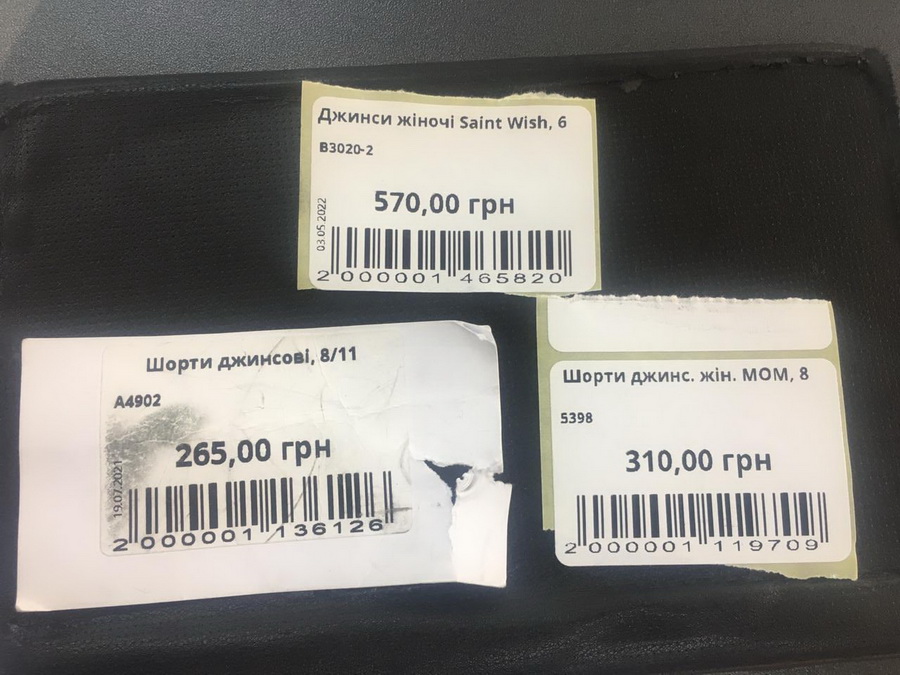 Джинси жіночі Saint Wish, 6
B3020-2
570,00 грн
03.05.2022
2 000001 465820
Шорти джинсові, 8/11
A4902
265,00 грн
19.07.2021
2 000001 136126
Шорти джинс. жін. MOM, 8
5398
310,00 грн
2 000001 119709